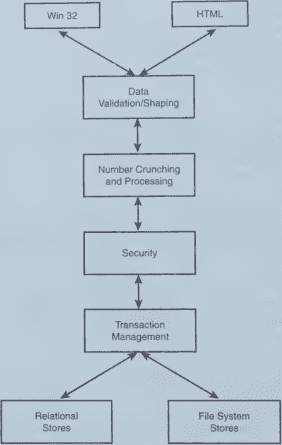 Win 32
HTML
Data
Validation/Shaping
Number Crunching
and Processing
Security
Transaction
Management
Relational
Stores
File System
Stores